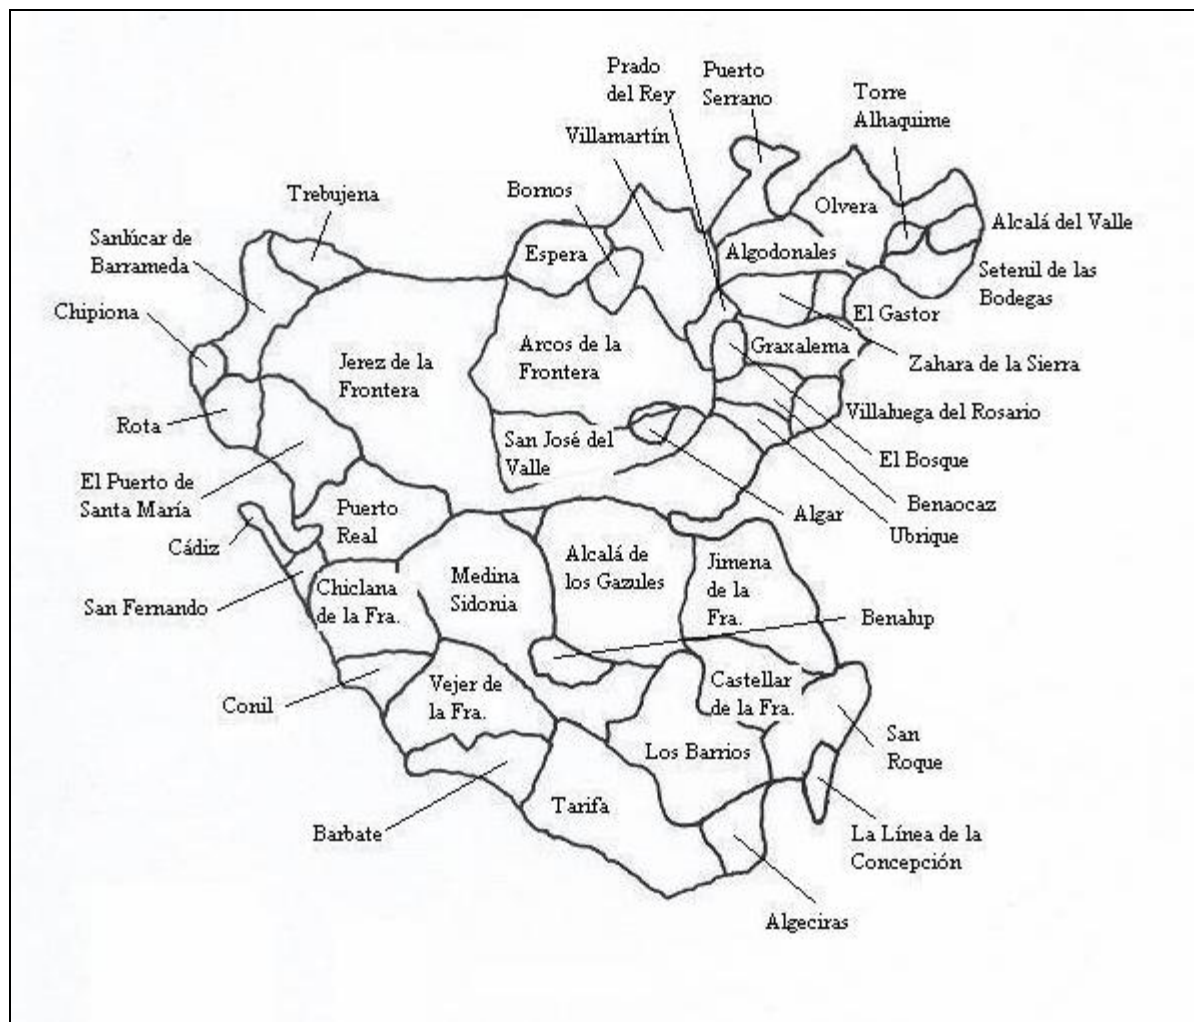 Prado
del Rey
Puerto
Serrano
Torre
Alhaquime
Villamartín
Trebujena
Bornos
Olvera
Alcalá del Valle
Sanlúcar de
Barrameda
Espera
Algodonales
Setenil de las
Bodegas
Chipiona
El Gastor
Jerez de la
Frontera
Arcos de la
Frontera
Graxalema
Zahara de la Sierra
Rota
San José del
Valle
Villaluega del Rosario
El Bosque
El Puerto de
Santa María
Puerto
Real
Algar
Benaocaz
Ubrique
Cádiz
Alcalá de
los Gazules
Jimena
de la
Fra.
San Fernando
Chiclana
de la Fra.
Medina
Sidonia
Benalup
Conil
Vejer de
la Fra.
Castellar
de la Fra.
San
Roque
Los Barrios
Barbate
Tarifa
La Línea de la
Concepción
Algeciras